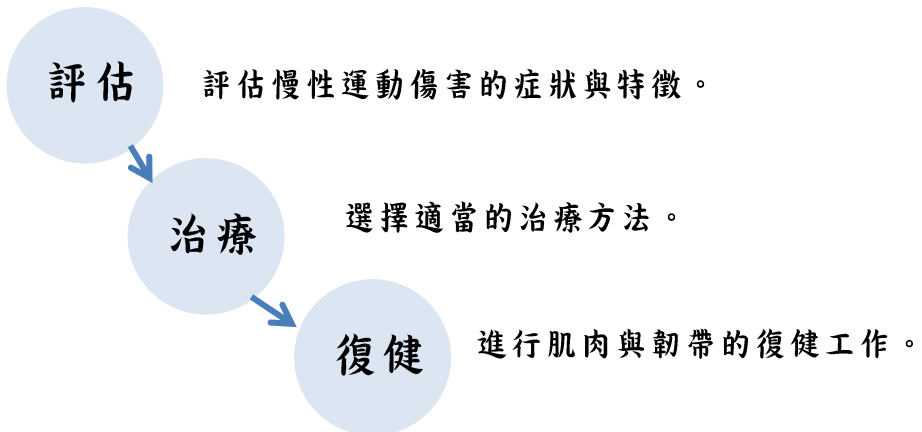 評估
評估慢性運動傷害的症狀與特徵。
治療
選擇適當的治療方法。
復健
進行肌肉與韌帶的復健工作。